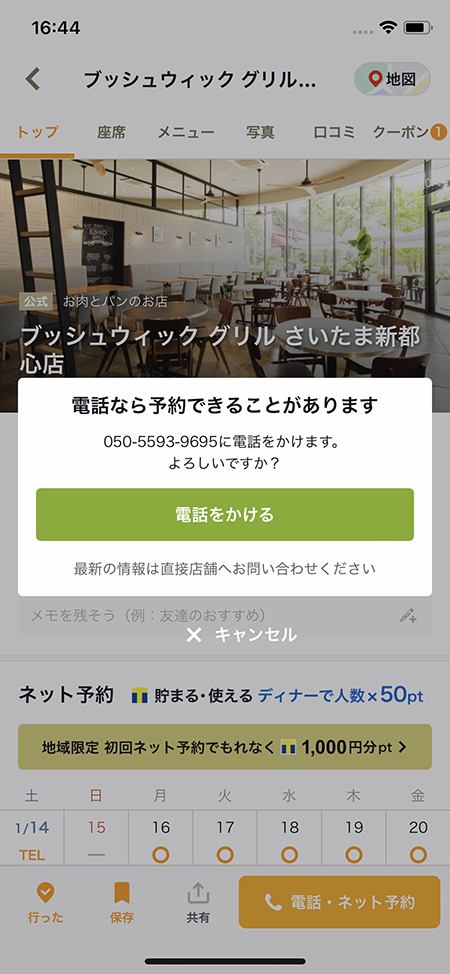 16:44
ブッシュウィック グリル...
地図
トップ 座席 メニュー 写真 口コミ クーポン 1
公式 お肉とパンのお店
ブッシュウィック グリル さいたま新都
心店
電話なら予約できることがあります
050-5593-9695に電話をかけます。
よろしいですか？
電話をかける
最新の情報は直接店舗へお問い合わせください
メモを残そう（例：友達のおすすめ）
キャンセル
ネット予約 貯まる・使える ディナーで人数×50pt
地域限定 初回ネット予約でもれなく 1,000円分pt
土 日 月 火 水 木 金
1/14 15 16 17 18 19 20
TEL —
行った 保存 共有 電話・ネット予約